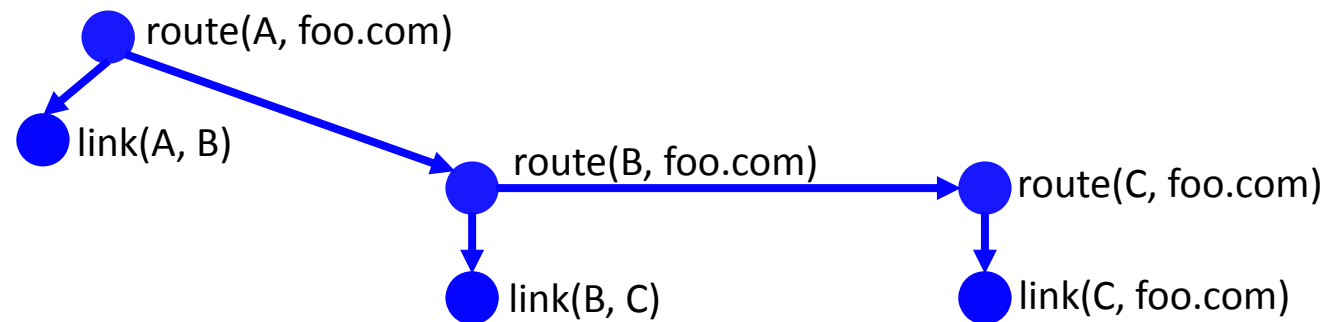 route(A, foo.com)
link(A, B)
route(B, foo.com)
route(C, foo.com)
link(B, C)
link(C, foo.com)